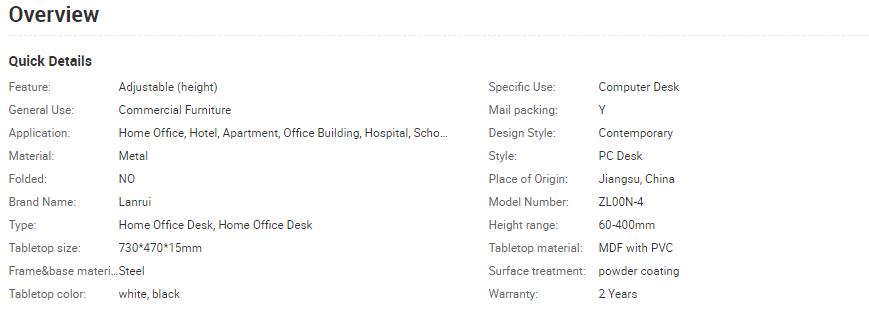 Overview
Quick Details
Feature: Adjustable (height) Specific Use: Computer Desk
General Use: Commercial Furniture Mail packing: Y
Application: Home Office, Hotel, Apartment, Office Building, Hospital, Scho... Design Style: Contemporary
Material: Metal Style: PC Desk
Folded: NO Place of Origin: Jiangsu, China
Brand Name: Lanrui Model Number: ZL00N-4
Type: Home Office Desk, Home Office Desk Height range: 60-400mm
Tabletop size: 730*470*15mm Tabletop material: MDF with PVC
Frame&base materi... Steel Surface treatment: powder coating
Tabletop color: white, black Warranty: 2 Years